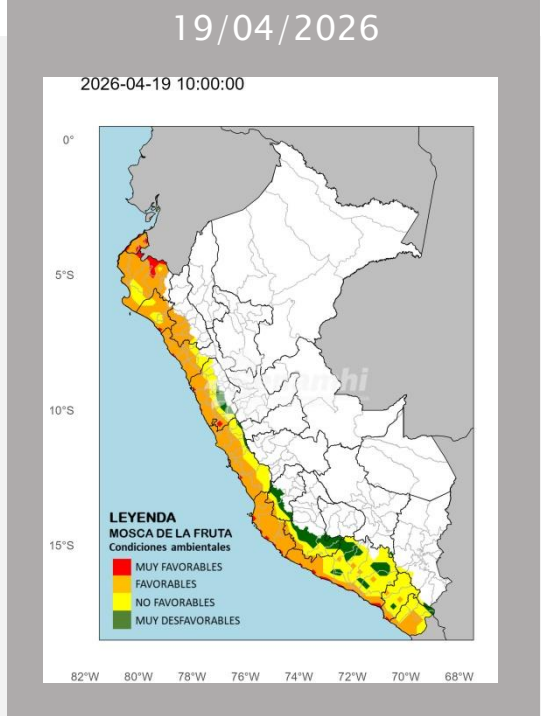 19/04/2026
2026-04-19 10:00:00
0°
5°S
10°S
15°S
senamhi
LEYENDA
MOSCA DE LA FRUTA
Condiciones ambientales
MUY FAVORABLES
FAVORABLES
NO FAVORABLES
MUY DESFAVORABLES
82°W 80°W 78°W 76°W 74°W 72°W 70°W 68°W